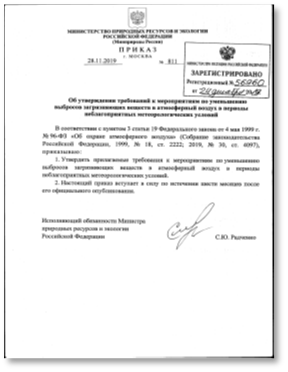 МИНИСТЕРСТВО ПРИРОДНЫХ РЕСУРСОВ И ЭКОЛОГИИ
РОССИЙСКОЙ ФЕДЕРАЦИИ
(Минприроды России)
ПРИКАЗ
г. МОСКВА
28.11.2019 № 811
ЗАРЕГИСТРИРОВАНО
Регистрационный № 56960
от 24 декабря 2019
Об утверждении требований к мероприятиям по уменьшению
выбросов загрязняющих веществ в атмосферный воздух в периоды
неблагоприятных метеорологических условий
В соответствии с пунктом 3 статьи 19 Федерального закона от 4 мая 1999 г.
№ 96-ФЗ «Об охране атмосферного воздуха» (Собрание законодательства
Российской Федерации, 1999, № 18, ст. 2222; 2019, № 30, ст. 4097),
приказываю:
1. Утвердить прилагаемые требования к мероприятиям по уменьшению
выбросов загрязняющих веществ в атмосферный воздух в периоды
неблагоприятных метеорологических условий.
2. Настоящий приказ вступает в силу по истечении шести месяцев после
его официального опубликования.
Исполняющий обязанности Министра
природных ресурсов и экологии
Российской Федерации
С.Ю. Радченко